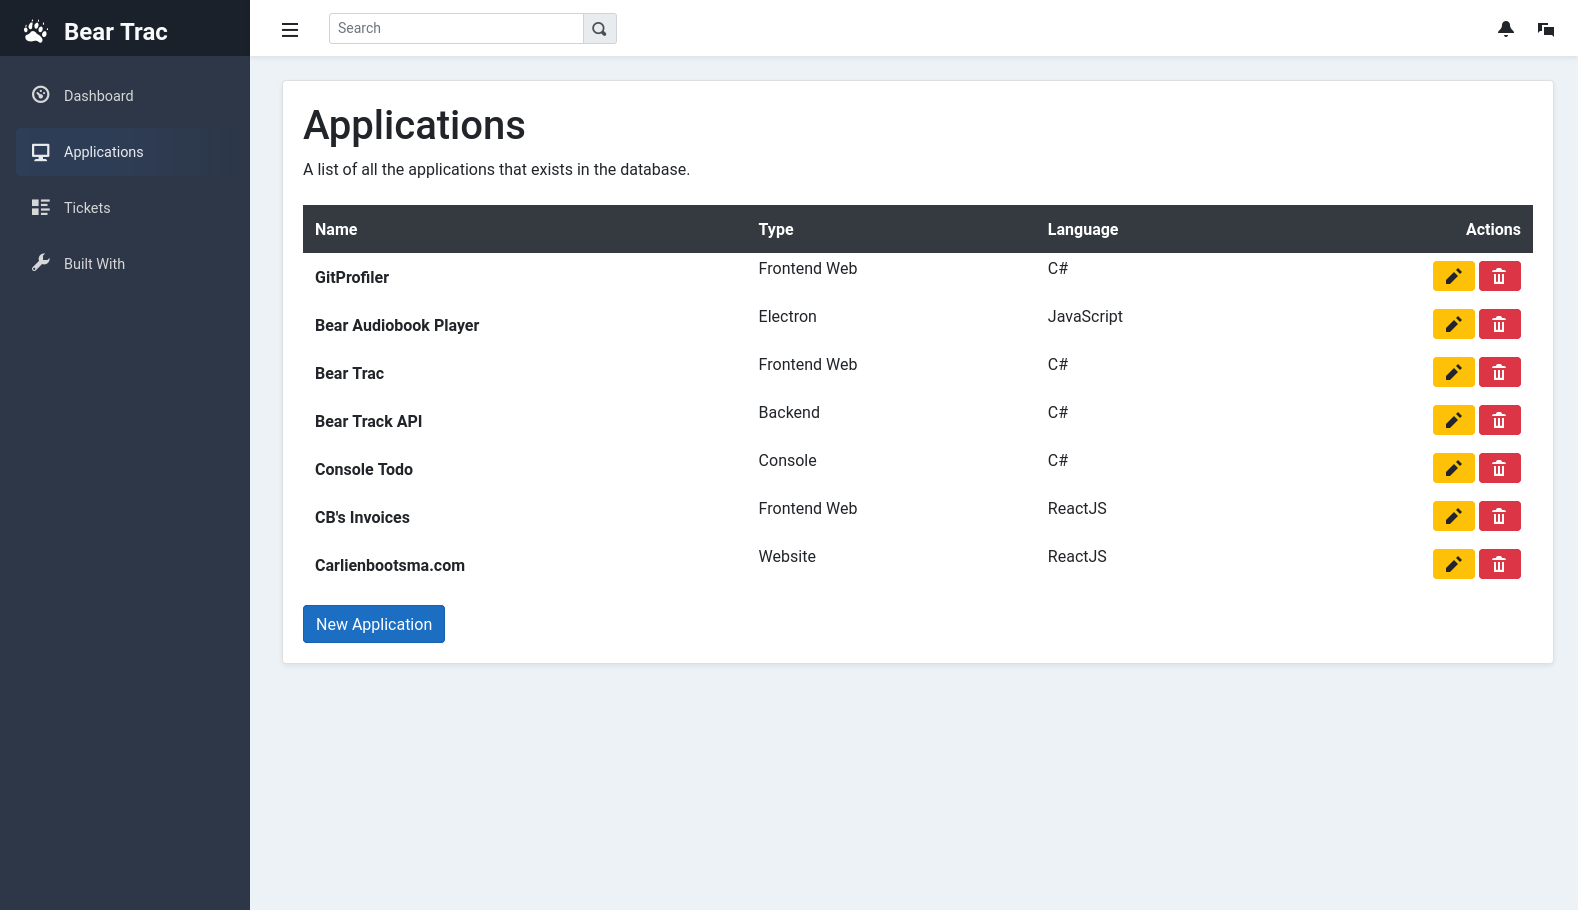 Bear Trac
Search
Dashboard
Applications
Tickets
Built With
Applications
A list of all the applications that exists in the database.
Name Type Language Actions
GitProfiler Frontend Web C#
Bear Audiobook Player Electron JavaScript
Bear Trac Frontend Web C#
Bear Track API Backend C#
Console Todo Console C#
CB's Invoices Frontend Web ReactJS
Carlienbootsma.com Website ReactJS
New Application